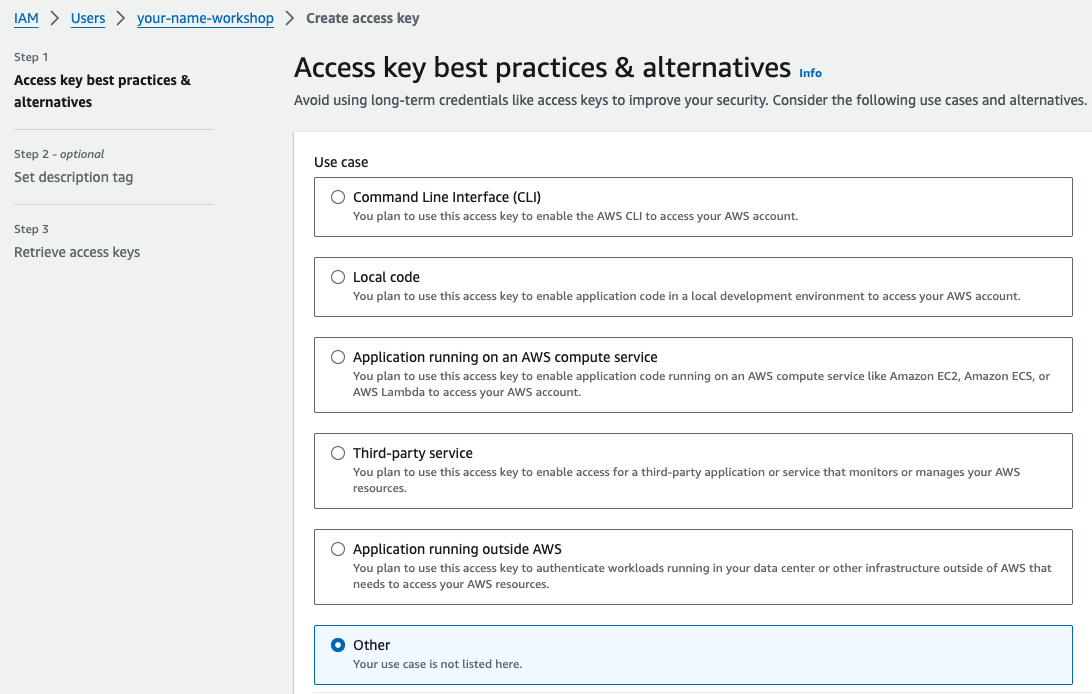 IAM > Users > your-name-workshop > Create access key
Step 1
Access key best practices &
alternatives
Step 2 - optional
Set description tag
Step 3
Retrieve access keys
Access key best practices & alternatives Info
Avoid using long-term credentials like access keys to improve your security. Consider the following use cases and alternatives.
Use case
Command Line Interface (CLI)
You plan to use this access key to enable the AWS CLI to access your AWS account.
Local code
You plan to use this access key to enable application code in a local development environment to access your AWS account.
Application running on an AWS compute service
You plan to use this access key to enable application code running on an AWS compute service like Amazon EC2, Amazon ECS, or
AWS Lambda to access your AWS account.
Third-party service
You plan to use this access key to enable access for a third-party application or service that monitors or manages your AWS
resources.
Application running outside AWS
You plan to use this access key to authenticate workloads running in your data center or other infrastructure outside of AWS that
needs to access your AWS resources.
Other
Your use case is not listed here.